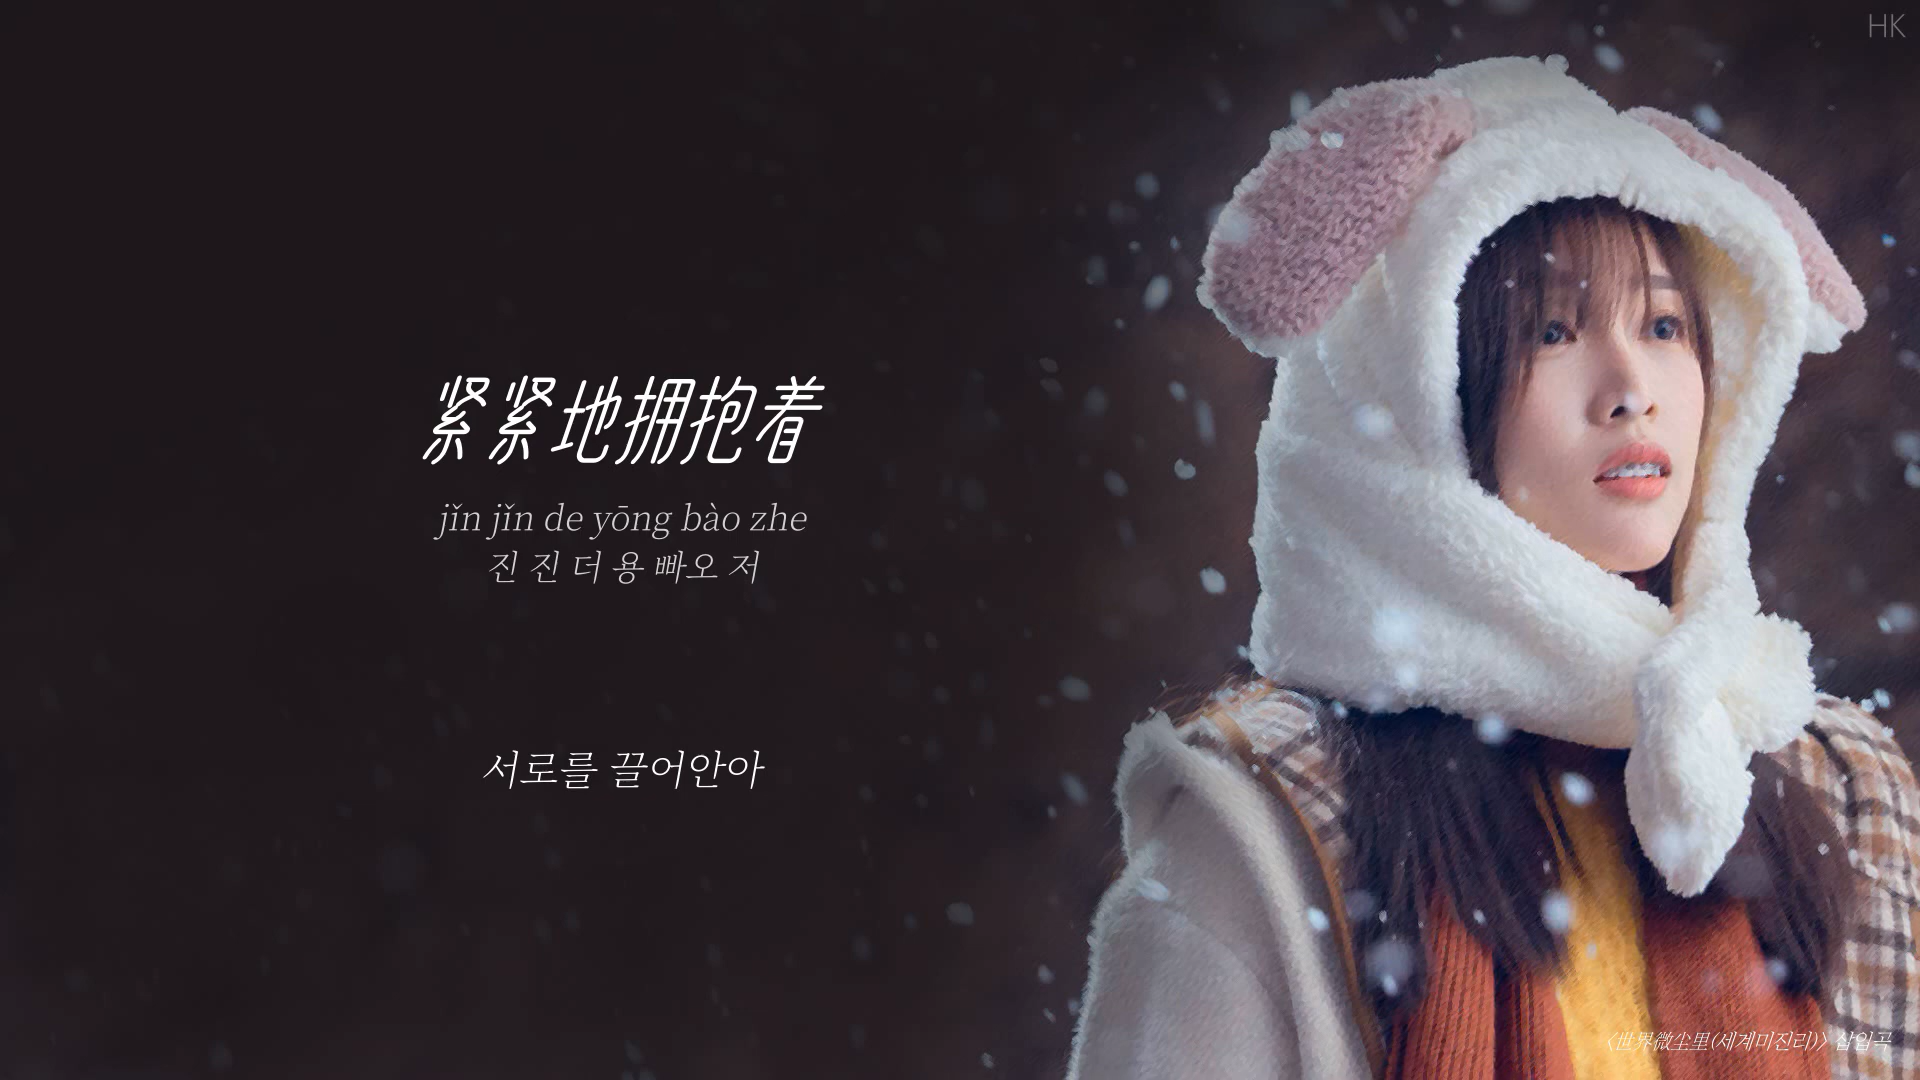 HK
紧紧地拥抱着
jǐn jǐn de yōng bào zhe
진 진 더 용 빠오 저
서로를 끌어안아
〈世界微尘里(세계미진리)〉 삽입곡